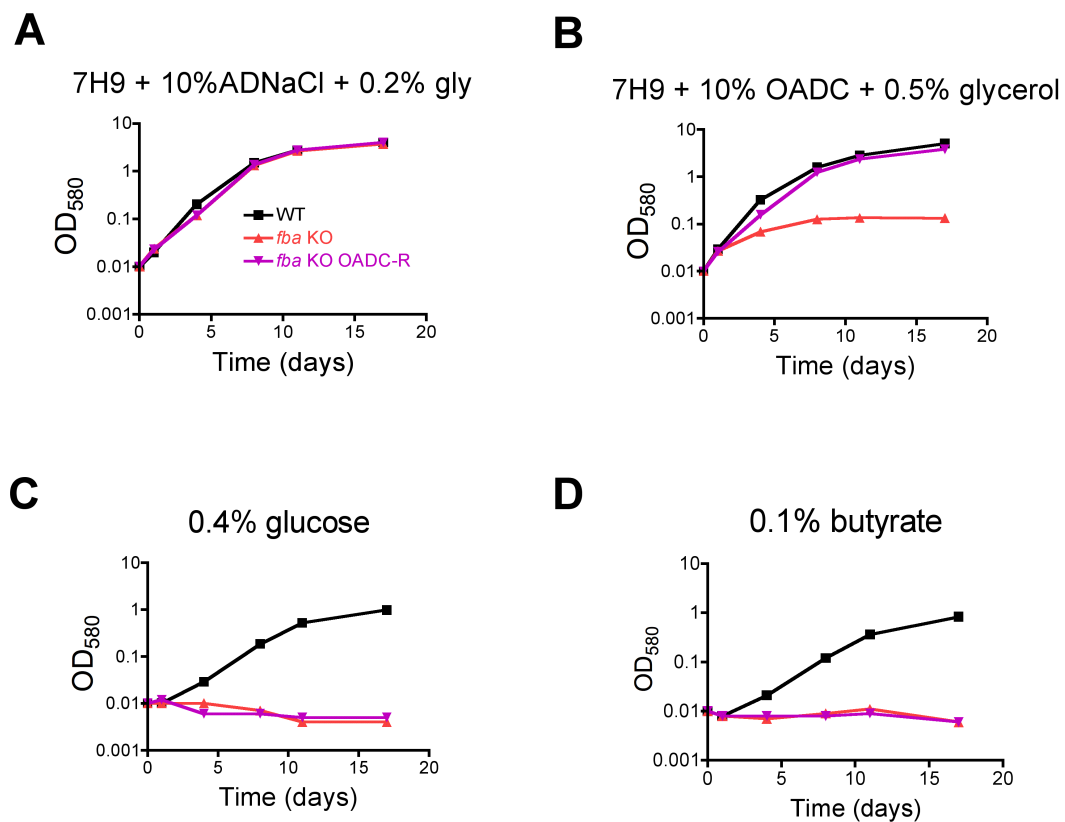 A
7H9 + 10%ADNaCl + 0.2% gly
10
1
0.1
0.01
0.001
OD580
WT
fba KO
fba KO OADC-R
0
5
10
15
20
Time (days)
B
7H9 + 10% OADC + 0.5% glycerol
10
1
0.1
0.01
0.001
OD580
0
5
10
15
20
Time (days)
C
0.4% glucose
10
1
0.1
0.01
0.001
OD580
0
5
10
15
20
Time (days)
D
0.1% butyrate
10
1
0.1
0.01
0.001
OD580
0
5
10
15
20
Time (days)